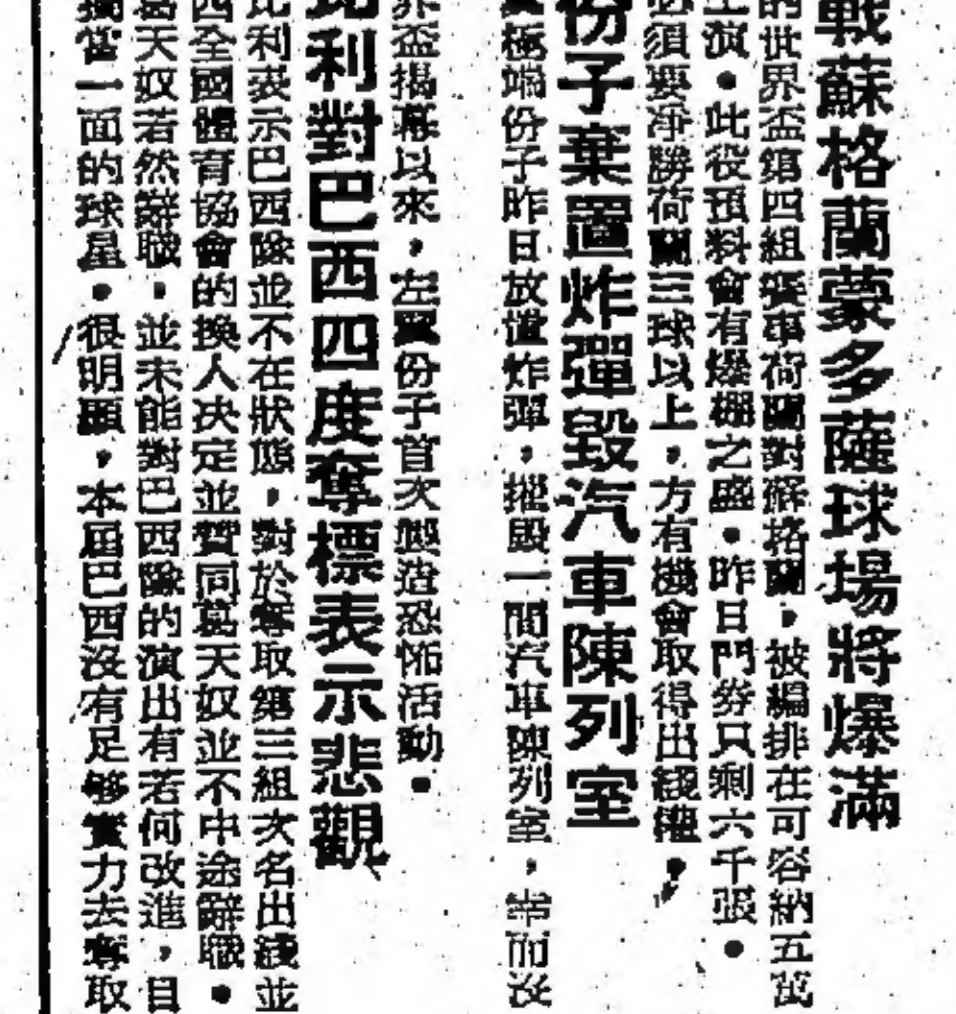 戰蘇格蘭蒙多薩球場將爆滿
的世界盃第四組賽事荷蘭對蘇格蘭，被編排在可容納五萬
上演．此役預料會有爆棚之盛．昨日門券只剩六千張．
必須要淨勝荷蘭三球以上，方有機會取得出綫權，
份子棄置炸彈毀汽車陳列室
極端份子昨日放置炸彈，摧毀一間汽車陳列室，幸而沒
界盃揭幕以來，左翼份子首次製造恐怖活動．
比利對巴西四度奪標表示悲觀
比利表示巴西隊並不在狀態，對於奪取第三組次名出綫並
西全國體育協會的換人決定並贊同葛天奴並不中途辭職．
葛天奴若然辭職，並未能對巴西隊的演出有若何改進，目
獨當一面的球星．很明顯，本屆巴西沒有足够實力去奪取